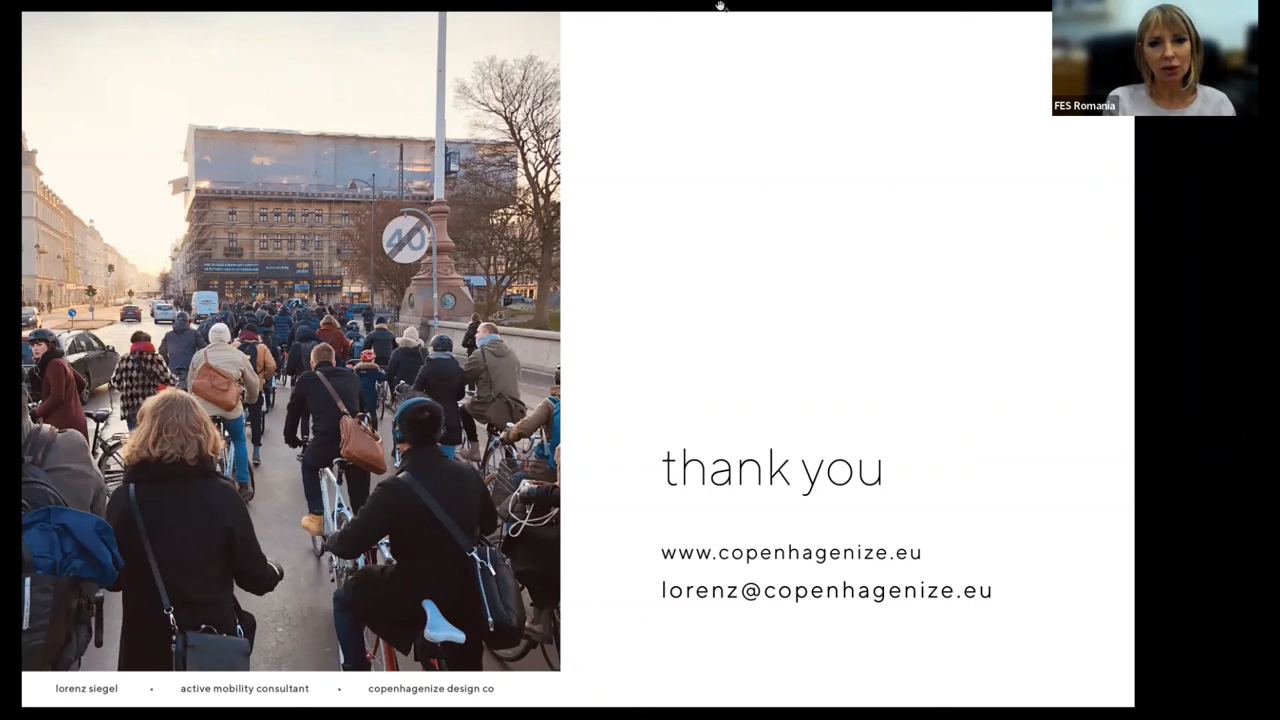 FES Romania
40
thank you
www.copenhagenize.eu
lorenz@copenhagenize.eu
lorenz siegel • active mobility consultant • copenhagenize design co